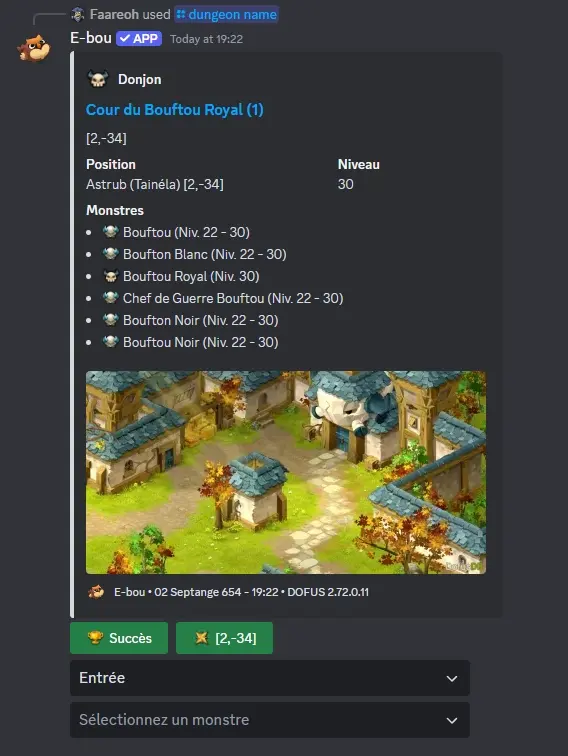 Faareoh used dungeon name
E-bou APP Today at 19:22
Donjon
Cour du Bouftou Royal (1)
[2,-34]
Position Niveau
Astrub (Tainéla) [2,-34] 30
Monstres
Bouftou (Niv. 22 - 30)
Boufton Blanc (Niv. 22 - 30)
Bouftou Royal (Niv. 30)
Chef de Guerre Bouftou (Niv. 22 - 30)
Boufton Noir (Niv. 22 - 30)
Bouftou Noir (Niv. 22 - 30)
E-bou • 02 Septange 654 - 19:22 • DOFUS 2.72.0.11
Succès [2,-34]
Entrée
Sélectionnez un monstre